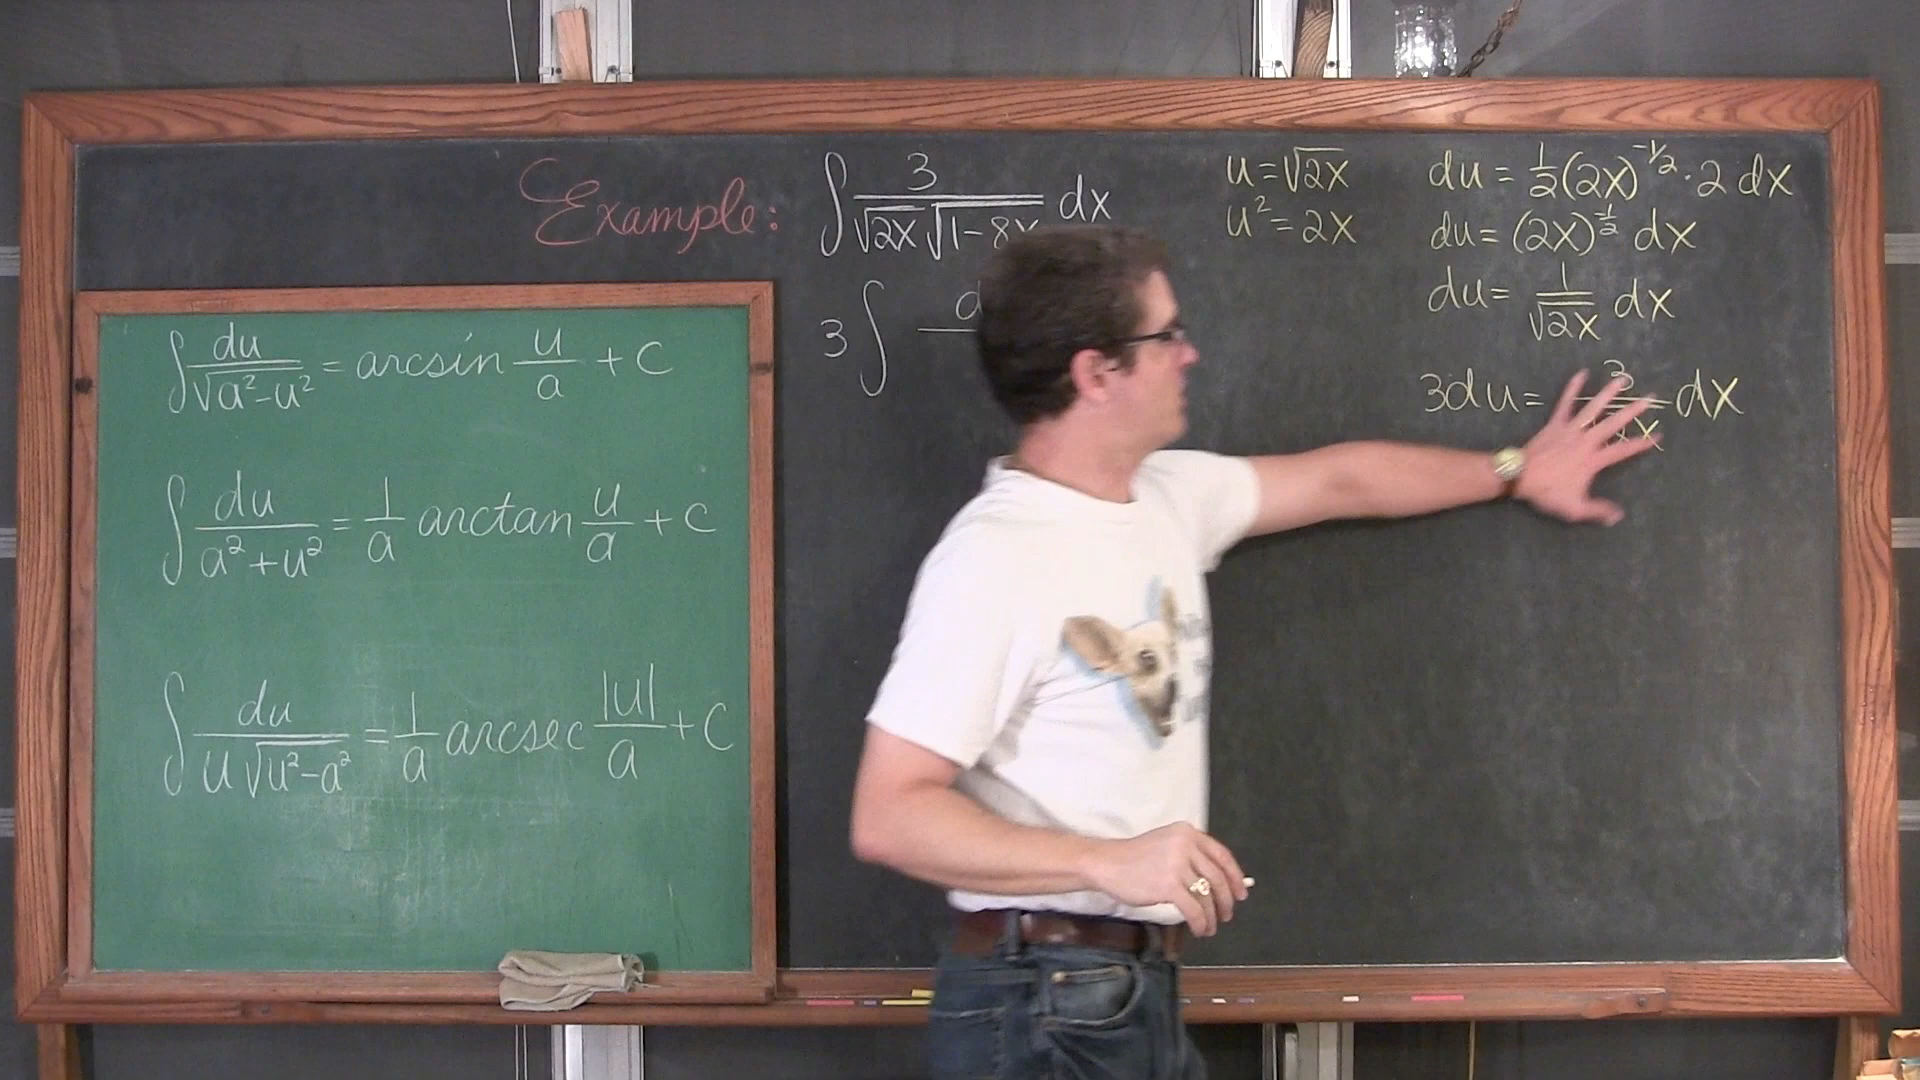 Example: ∫ 3/(√2x √1-8x) dx
3 ∫ d
u = √2x
u² = 2x
du = 1/2(2x)^-1/2 · 2 dx
du = (2x)^-1/2 dx
du = 1/√2x dx
3du = 3/√2x dx
∫ du/√a²-u² = arcsin u/a + C
∫ du/a²+u² = 1/a arctan u/a + C
∫ du/u√u²-a² = 1/a arcsec |u|/a + C